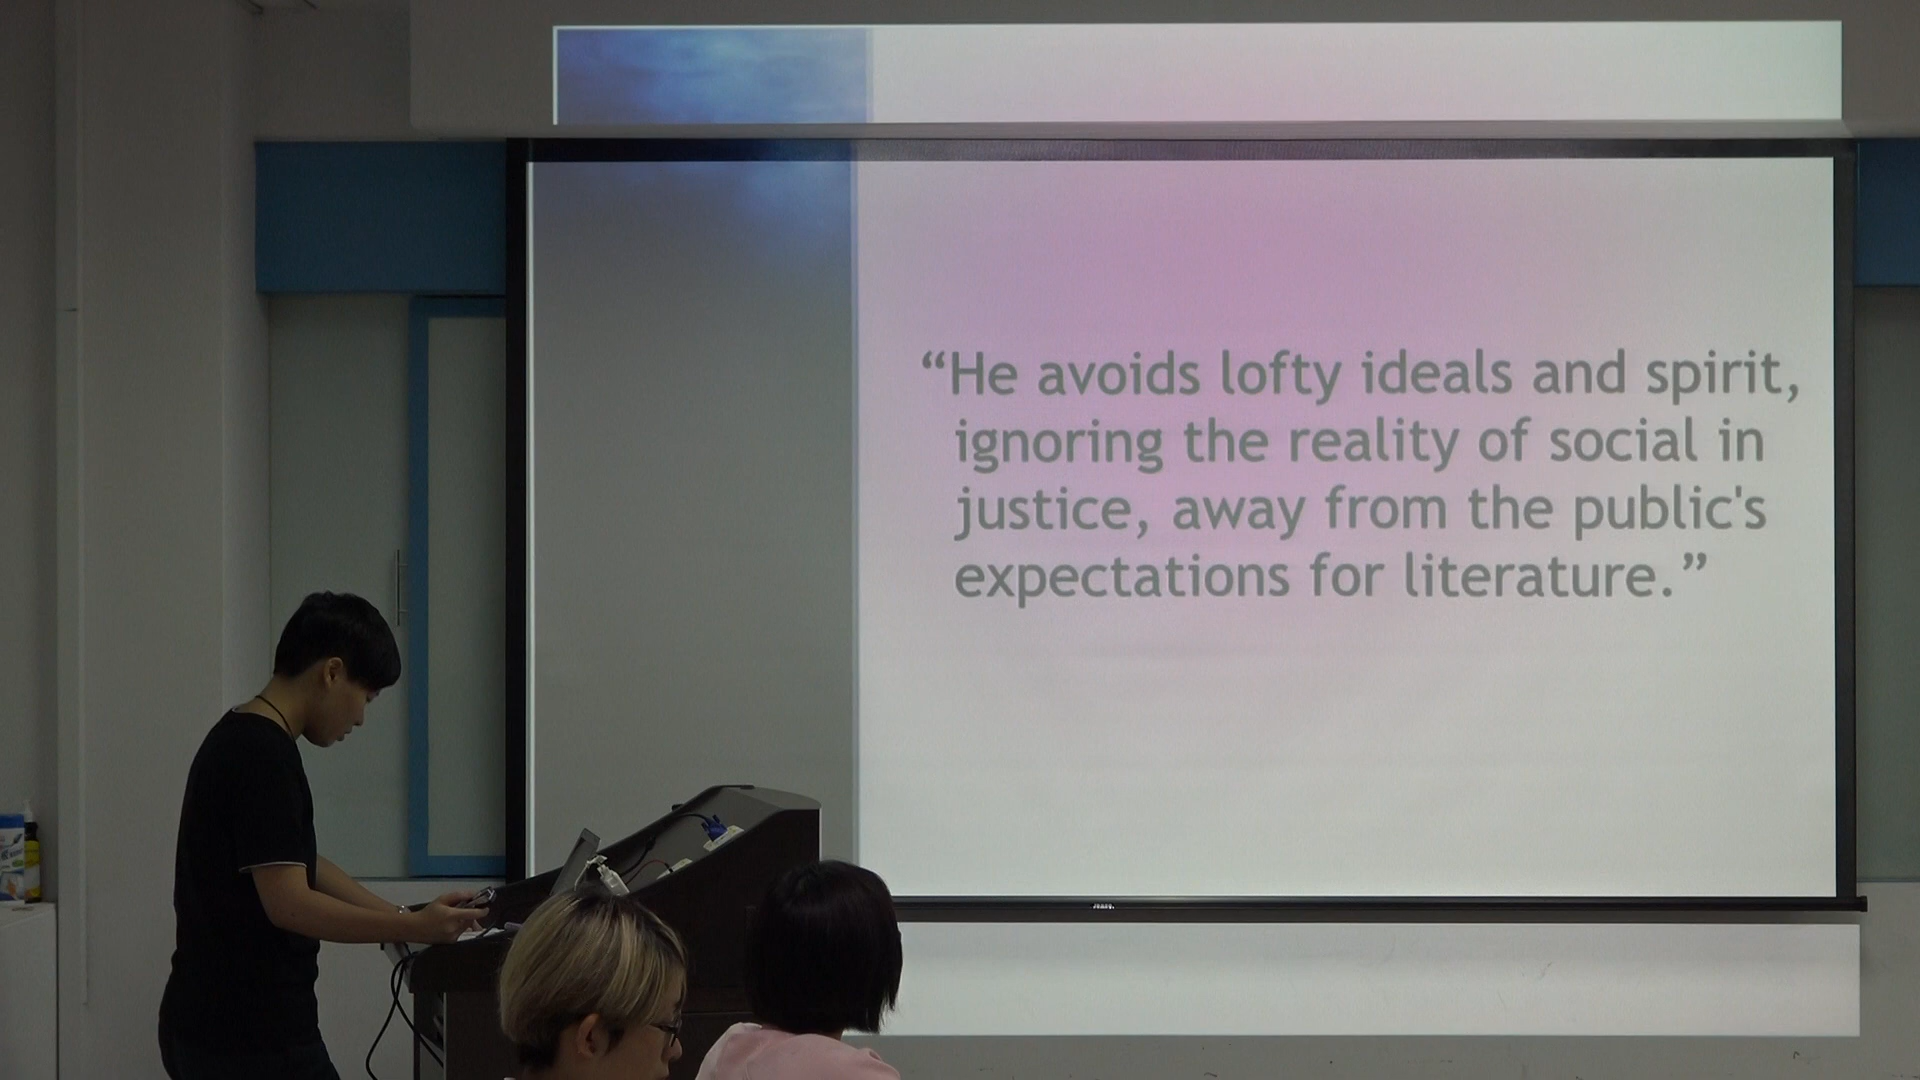 “He avoids lofty ideals and spirit,
ignoring the reality of social in
justice, away from the public's
expectations for literature.”